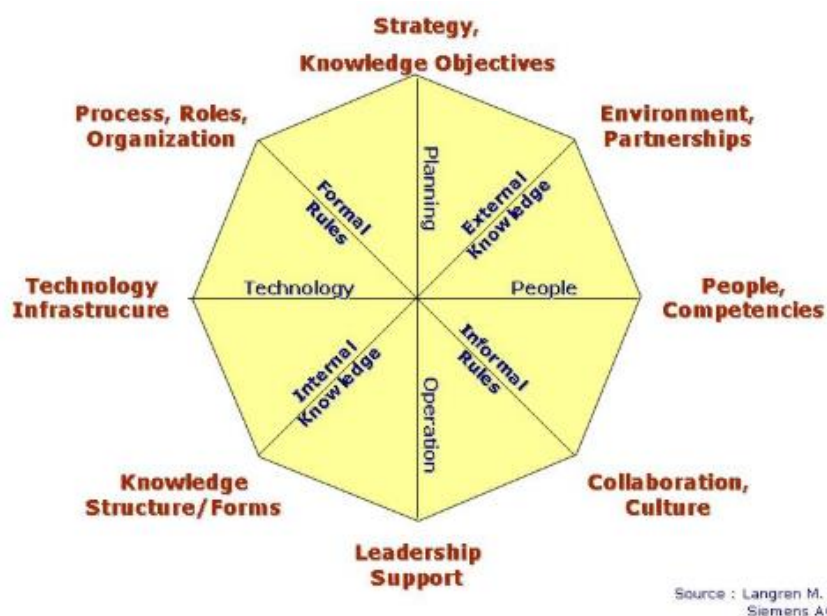 Strategy,
Knowledge Objectives
Process, Roles,
Organization
Environment,
Partnerships
Planning
Formal
Rules
External
Knowledge
Technology
Infrastrucure
Technology
People
People,
Competencies
Internal
Knowledge
Operation
Informal
Rules
Knowledge
Structure/Forms
Collaboration,
Culture
Leadership
Support
Source : Langren M.
Siemens